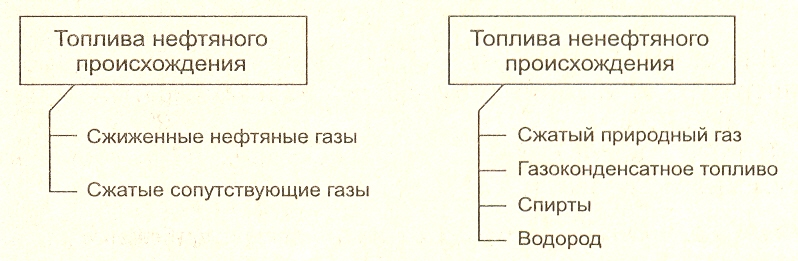 Топлива нефтяного
происхождения
Сжиженные нефтяные газы
Сжатые сопутствующие газы
Топлива ненефтяного
происхождения
Сжатый природный газ
Газоконденсатное топливо
Спирты
Водород